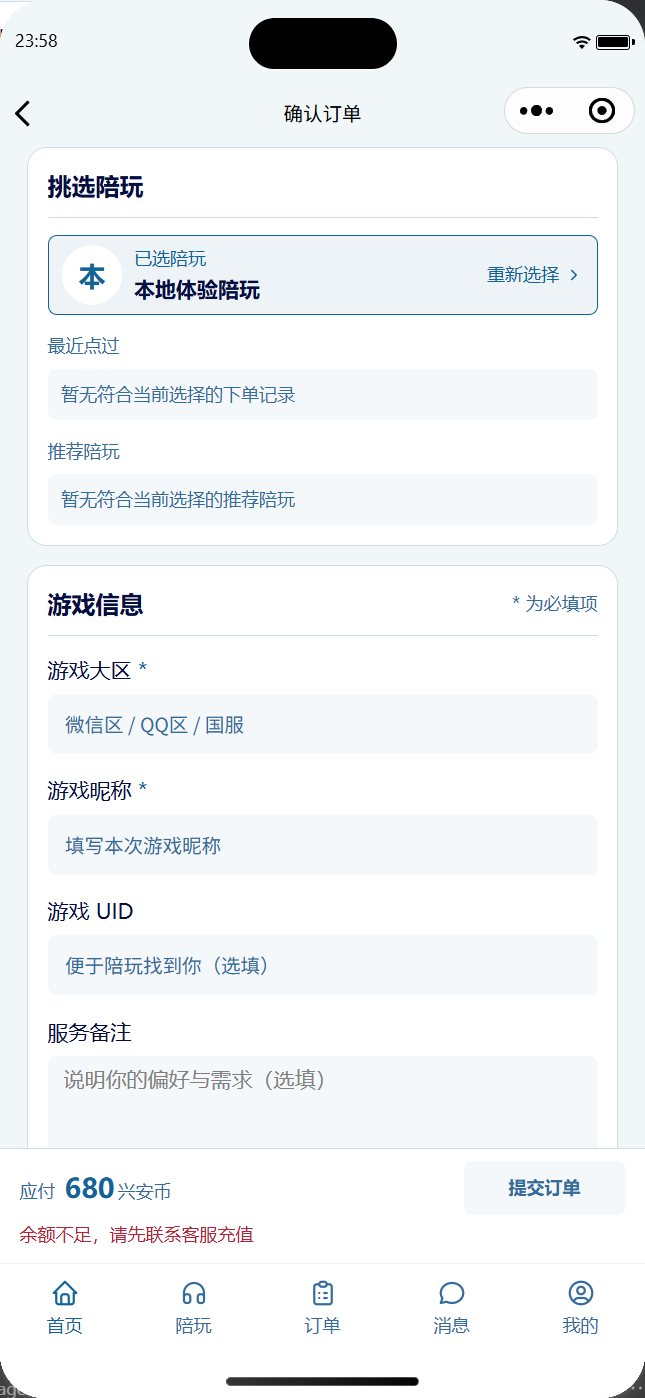 23:58
确认订单
挑选陪玩
本
已选陪玩
本地体验陪玩
重新选择
最近点过
暂无符合当前选择的下单记录
推荐陪玩
暂无符合当前选择的推荐陪玩
游戏信息
* 为必填项
游戏大区 *
微信区 / QQ区 / 国服
游戏昵称 *
填写本次游戏昵称
游戏 UID
便于陪玩找到你（选填）
服务备注
说明你的偏好与需求（选填）
应付 680 兴安币
提交订单
余额不足，请先联系客服充值
首页
陪玩
订单
消息
我的